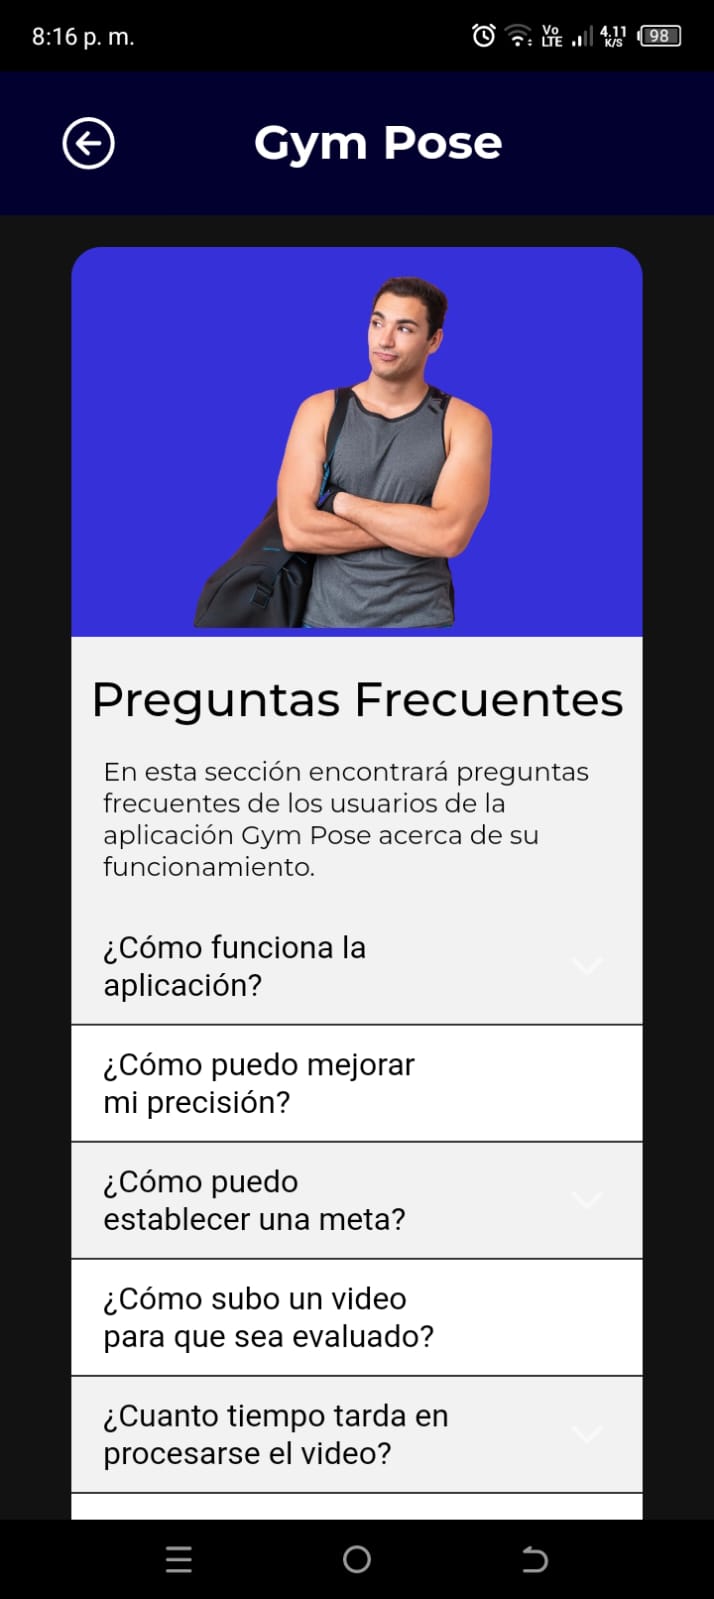 8:16 p. m.
Vo
LTE
4.11
K/S
98
Gym Pose
Preguntas Frecuentes
En esta sección encontrará preguntas
frecuentes de los usuarios de la
aplicación Gym Pose acerca de su
funcionamiento.
¿Cómo funciona la
aplicación?
¿Cómo puedo mejorar
mi precisión?
¿Cómo puedo
establecer una meta?
¿Cómo subo un video
para que sea evaluado?
¿Cuanto tiempo tarda en
procesarse el video?